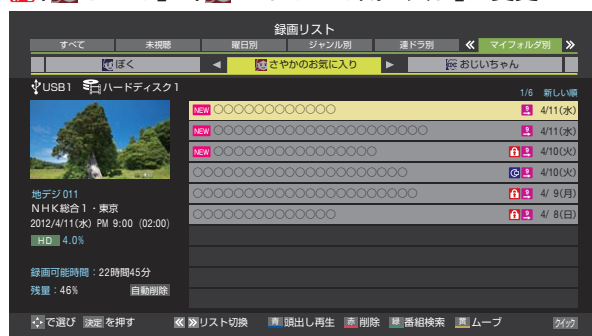 録画リスト
すべて 未視聴 曜日別 ジャンル別 連ドラ別 マイフォルダ別
ぼく さやかのお気に入り おじいちゃん
USB1 ハードディスク1
1/6 新しい順
NEW ○○○○○○○○○○○○ 4/11(水)
NEW ○○○○○○○○○○○○○○○○○○○○○ 4/11(水)
NEW ○○○○○○○○○○○○○○○○ 4/10(火)
○○○○○○○○○○○○○○○○○○○○○ 4/10(火)
○○○○○○○○○○○○○○○○○○○○○○ 4/ 9(月)
○○○○○○○○○○○○○○ 4/ 8(日)
地デジ011
NHK総合1・東京
2012/4/11(水) PM 9:00 (02:00)
HD 4.0%
録画可能時間:22時間45分
残量:46% 自動削除
で選び 決定 を押す リスト切換 青 頭出し再生 赤 削除 緑 番組検索 黄 ムーブ クイック